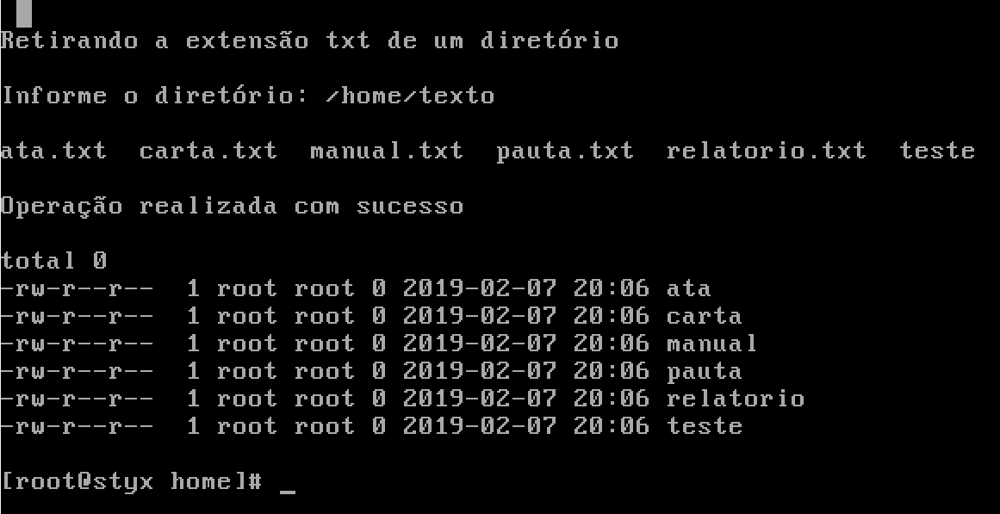 Retirando a extensão txt de um diretório
Informe o diretório: /home/texto
ata.txt  carta.txt  manual.txt  pauta.txt  relatorio.txt  teste
Operação realizada com sucesso
total 0
-rw-r--r--  1 root root 0 2019-02-07 20:06 ata
-rw-r--r--  1 root root 0 2019-02-07 20:06 carta
-rw-r--r--  1 root root 0 2019-02-07 20:06 manual
-rw-r--r--  1 root root 0 2019-02-07 20:06 pauta
-rw-r--r--  1 root root 0 2019-02-07 20:06 relatorio
-rw-r--r--  1 root root 0 2019-02-07 20:06 teste
[root@styx home]# _